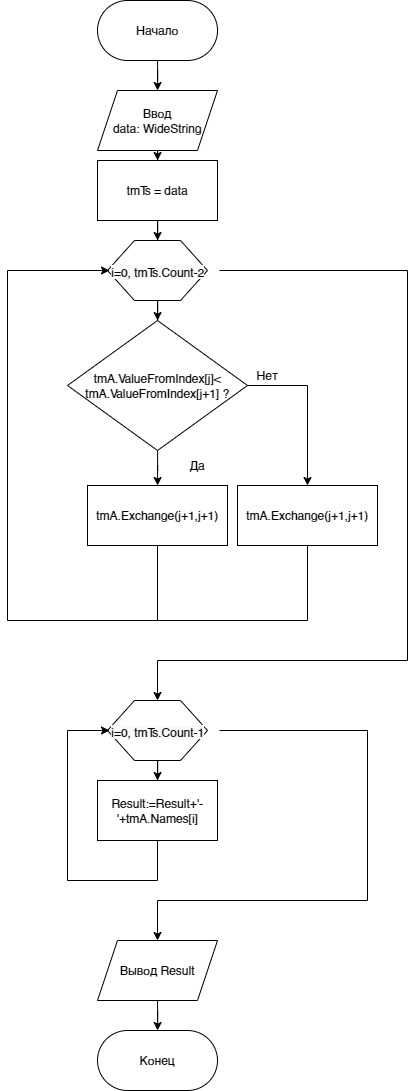 Начало
Ввод
data: WideString
tmTs = data
i=0, tmTs.Count-2
tmA.ValueFromIndex[j]<
tmA.ValueFromIndex[j+1] ?
Нет
Да
tmA.Exchange(j+1,j+1)
tmA.Exchange(j+1,j+1)
i=0, tmTs.Count-1
Result:=Result+'-
'+tmA.Names[i]
Вывод Result
Конец